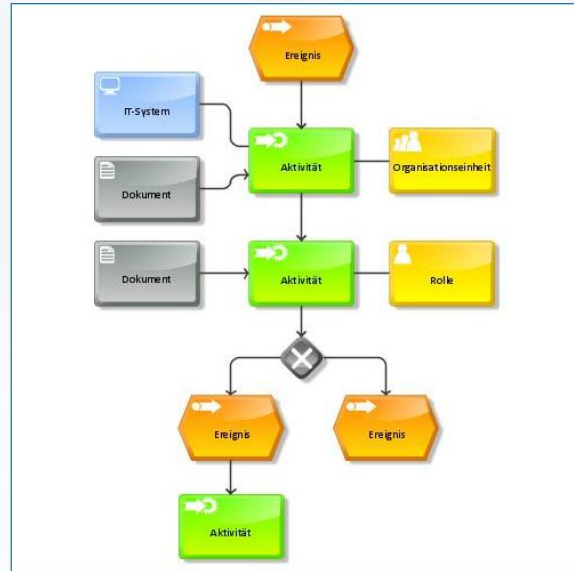 Ereignis
IT-System
Aktivität
Organisationseinheit
Dokument
Dokument
Aktivität
Rolle
Ereignis
Ereignis
Aktivität